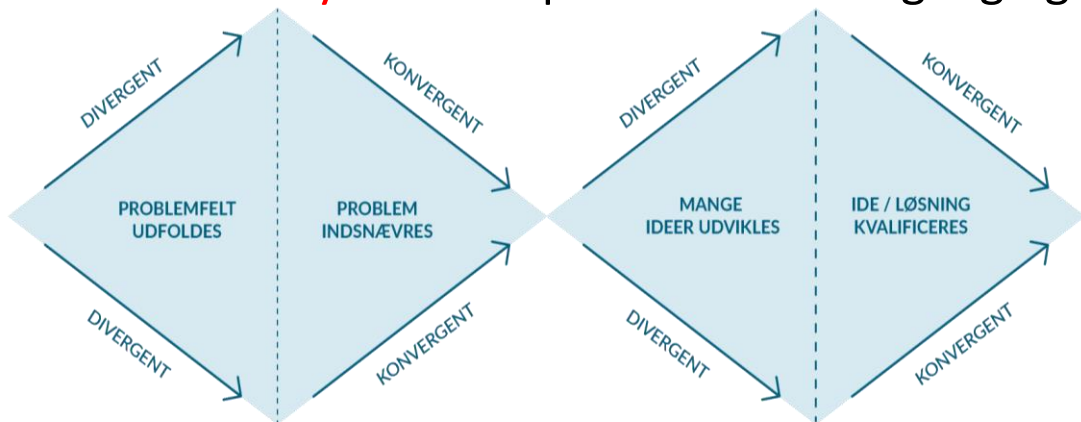 DIVERGENT
KONVERGENT
DIVERGENT
KONVERGENT
PROBLEMFELT
UDFOLDES
PROBLEM
INDSNÆVRES
MANGE
IDEER UDVIKLES
IDE / LØSNING
KVALIFICERES
DIVERGENT
KONVERGENT
DIVERGENT
KONVERGENT